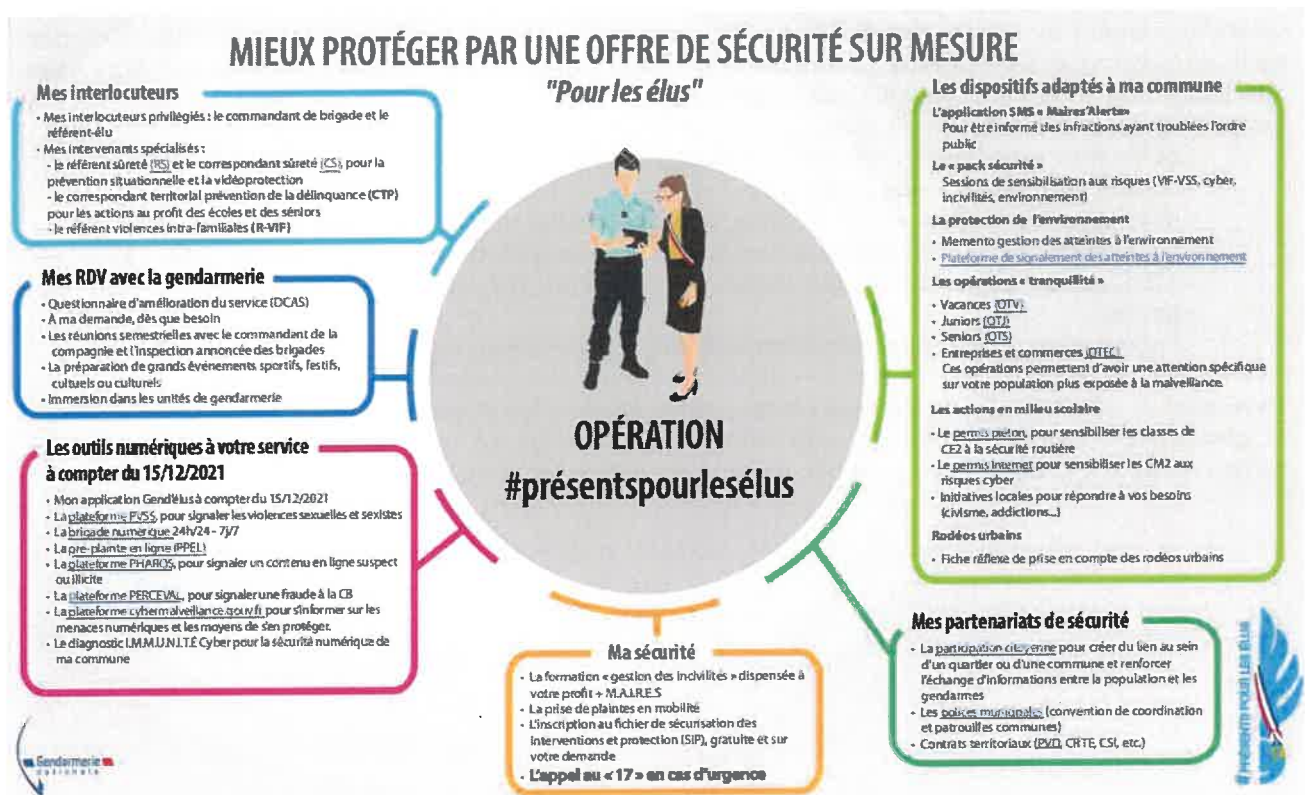 MIEUX PROTÉGER PAR UNE OFFRE DE SÉCURITÉ SUR MESURE
"Pour les élus"
Mes interlocuteurs
• Mes interlocuteurs privilégiés : le commandant de brigade et le
référent-élu
• Mes intervenants spécialisés :
- le référent sûreté (RS) et le correspondant sûreté (CS), pour la
prévention situationnelle et la vidéoprotection
- le correspondant territorial prévention de la délinquance (CTP)
pour les actions au profit des écoles et des séniors
- le référent violences intra-familiales (R-VIF)
Mes RDV avec la gendarmerie
• Questionnaire d'amélioration du service (DCAS)
• À ma demande, dès que besoin
• Les réunions semestrielles avec le commandant de la
compagnie et l'inspection annoncée des brigades
• La préparation de grands événements sportifs, festifs,
cultuels ou culturels
• Immersion dans les unités de gendarmerie
Les outils numériques à votre service
à compter du 15/12/2021
• Mon application Gend'élus à compter du 15/12/2021
• La plateforme PVSS, pour signaler les violences sexuelles et sexistes
• La brigade numérique 24h/24 - 7j/7
• La pré-plainte en ligne (PPEL)
• La plateforme PHAROS, pour signaler un contenu en ligne suspect
ou illicite
• La plateforme PERCEVAL, pour signaler une fraude à la CB
• La plateforme cybermalveillance.gouv.fr pour s'informer sur les
menaces numériques et les moyens de s'en protéger.
• Le diagnostic I.M.M.U.N.I.T.É Cyber pour la sécurité numérique de
ma commune
OPÉRATION
#présentspourlesélus
Ma sécurité
• La formation « gestion des incivilités » dispensée à
votre profit + M.A.I.R.E.S
• La prise de plaintes en mobilité
• L'inscription au fichier de sécurisation des
interventions et protection (SIP), gratuite et sur
votre demande
• L'appel au « 17 » en cas d'urgence
Les dispositifs adaptés à ma commune
L'application SMS « Maires'Alerte»
Pour être informé des infractions ayant troublées l'ordre
public
Le « pack sécurité »
Sessions de sensibilisation aux risques (VIF-VSS, cyber,
incivilités, environnement)
La protection de l'environnement
• Memento gestion des atteintes à l'environnement
• Plateforme de signalement des atteintes à l'environnement
Les opérations « tranquillité »
• Vacances (OTV)
• Juniors (OTJ)
• Seniors (OTS)
• Entreprises et commerces (OTEC)
Ces opérations permettent d'avoir une attention spécifique
sur votre population plus exposée à la malveillance.
Les actions en milieu scolaire
• Le permis piéton, pour sensibiliser les classes de
CE2 à la sécurité routière
• Le permis Internet pour sensibiliser les CM2 aux
risques cyber
• Initiatives locales pour répondre à vos besoins
(civisme, addictions...)
Rodéos urbains
• Fiche réflexe de prise en compte des rodéos urbains
Mes partenariats de sécurité
• La participation citoyenne pour créer du lien au sein
d'un quartier ou d'une commune et renforcer
l'échange d'informations entre la population et les
gendarmes
• Les polices municipales (convention de coordination
et patrouilles communes)
• Contrats territoriaux (PVD, CRTE, CSI, etc.)
Gendarmerie
nationale
# PRÉSENTS POUR LES ÉLUS